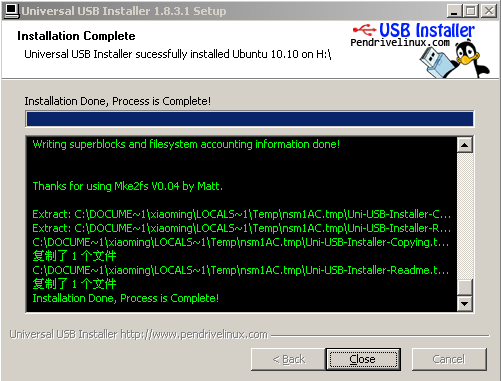 Universal USB Installer 1.8.3.1 Setup
Installation Complete
Universal USB Installer sucessfully installed Ubuntu 10.10 on H:\
USB Installer
Pendrivelinux.com
Installation Done, Process is Complete!
Writing superblocks and filesystem accounting information done!
Thanks for using Mke2fs V0.04 by Matt.
Extract: C:\DOCUME~1\xiaoming\LOCALS~1\Temp\nsm1AC.tmp\Uni-USB-Installer-C...
Extract: C:\DOCUME~1\xiaoming\LOCALS~1\Temp\nsm1AC.tmp\Uni-USB-Installer-R...
C:\DOCUME~1\xiaoming\LOCALS~1\Temp\nsm1AC.tmp\Uni-USB-Installer-Copying.t...
复制了 1 个文件
C:\DOCUME~1\xiaoming\LOCALS~1\Temp\nsm1AC.tmp\Uni-USB-Installer-Readme.t...
复制了 1 个文件
Installation Done, Process is Complete!
Universal USB Installer http://www.pendrivelinux.com
< Back
Close
Cancel